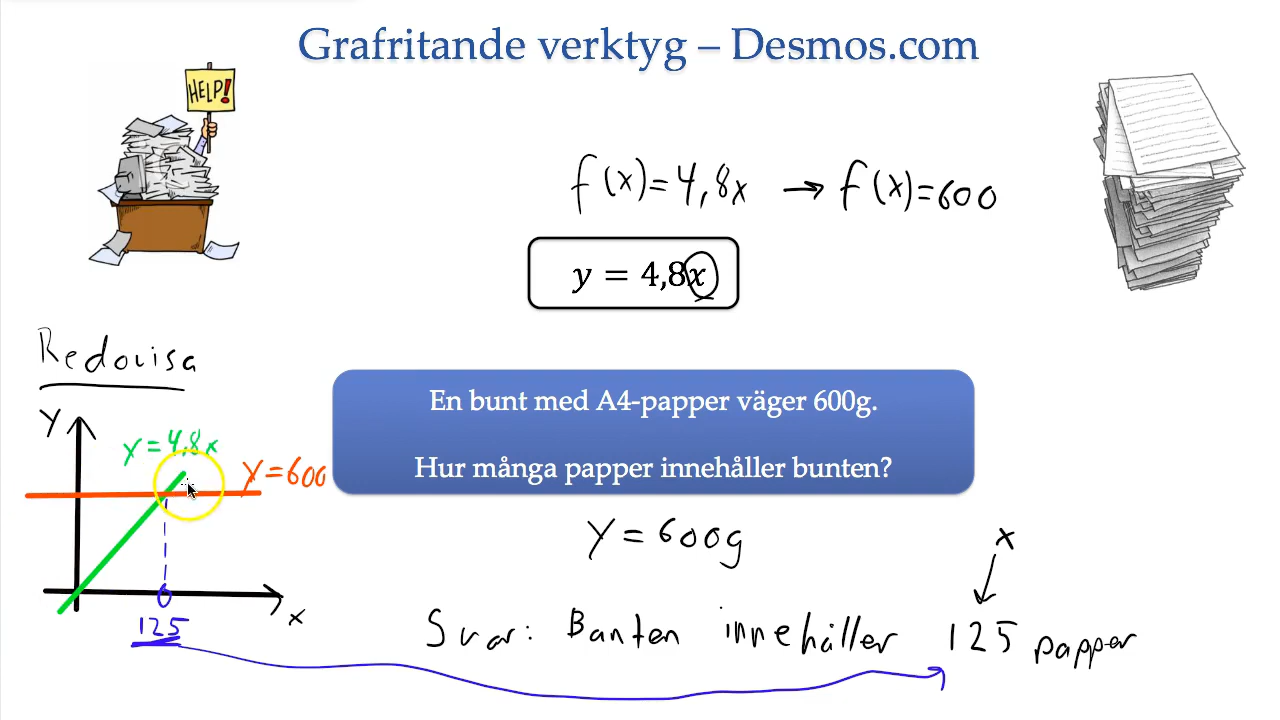 Grafritande verktyg – Desmos.com
HELP!
f(x)=4,8x → f(x)=600
y = 4,8x
Redovisa
En bunt med A4-papper väger 600g.
Hur många papper innehåller bunten?
y
y=4,8x
y=600
x
125
y=600g
x
Svar: Banten innehåller 125 papper